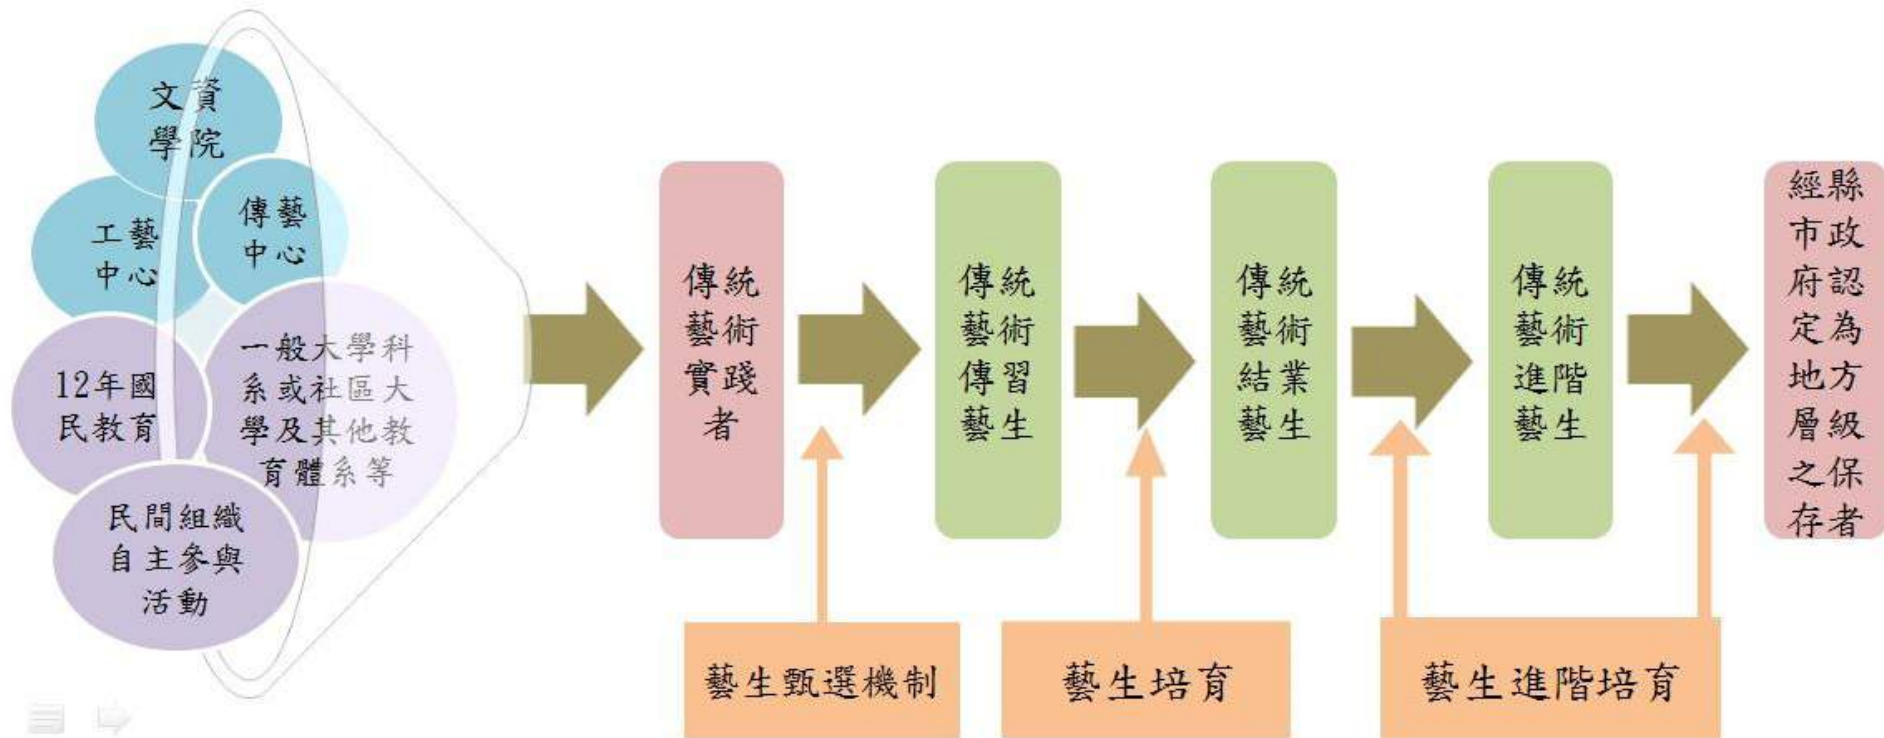 文資
學院
工藝
中心
傳藝
中心
12年國
民教育
一般大學科
系或社區大
學及其他教
育體系等
民間組織
自主參與
活動
傳統
藝術
實踐
者
傳統
藝術
傳習
藝生
傳統
藝術
結業
藝生
傳統
藝術
進階
藝生
經縣
市政
府認
定為
地方
層級
之保
存者
藝生甄選機制
藝生培育
藝生進階培育